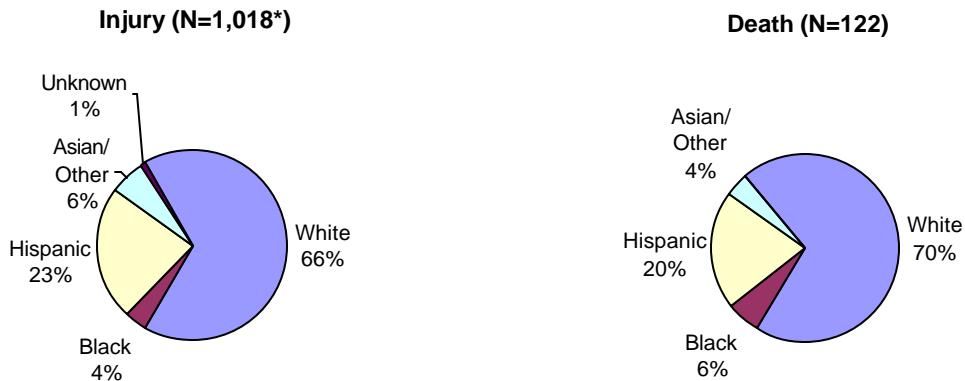 Injury (N=1,018*)
Unknown
1%
Asian/
Other
6%
Hispanic
23%
Black
4%
White
66%
Death (N=122)
Asian/
Other
4%
Hispanic
20%
Black
6%
White
70%